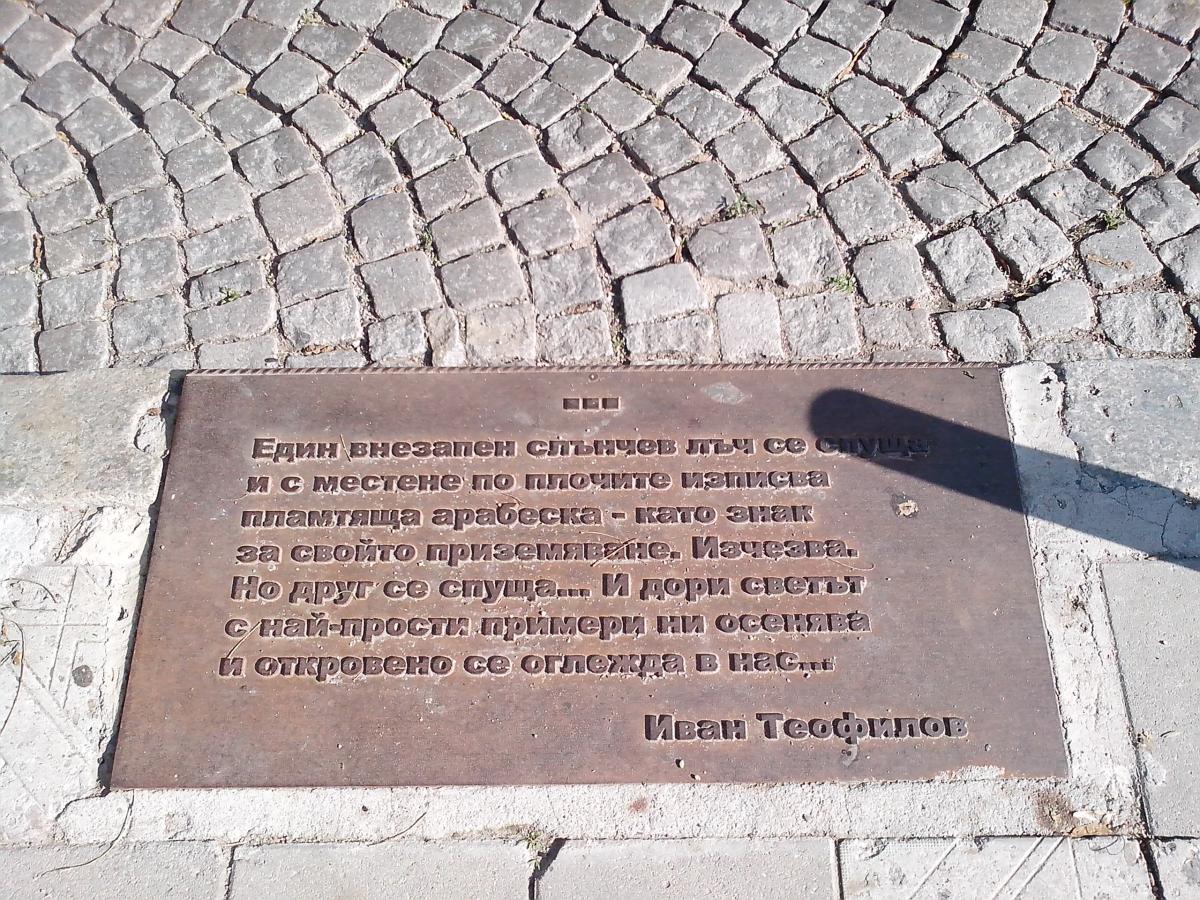 Един внезапен слънчев лъч се спуща
и с местене по плочите изписва
пламтяща арабеска - като знак
за свойто приземяване. Изчезва.
Но друг се спуща... И дори светът
с най-прости примери ни осенява
и откровено се оглежда в нас...
Иван Теофилов